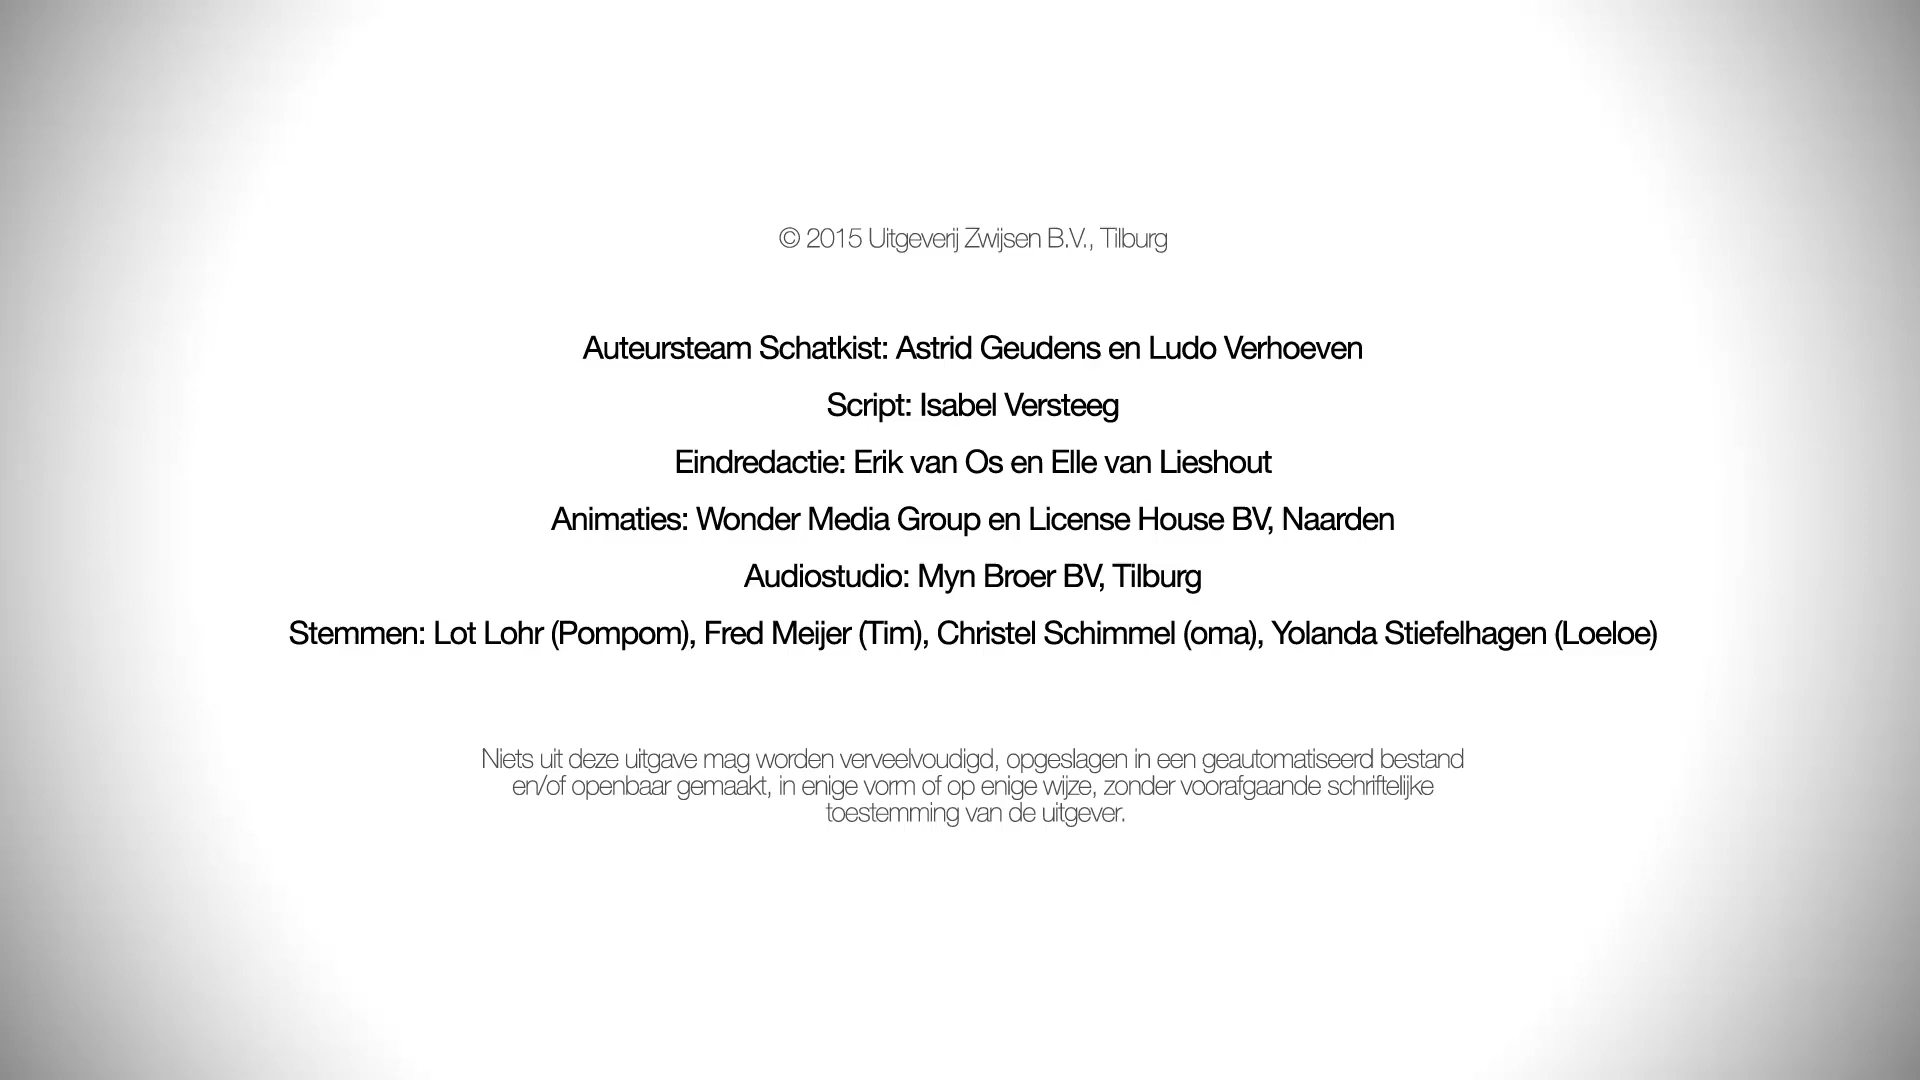 © 2015 Uitgeverij Zwijsen B.V., Tilburg
Auteursteam Schatkist: Astrid Geudens en Ludo Verhoeven
Script: Isabel Versteeg
Eindredactie: Erik van Os en Elle van Lieshout
Animaties: Wonder Media Group en License House BV, Naarden
Audiostudio: Myn Broer BV, Tilburg
Stemmen: Lot Lohr (Pompom), Fred Meijer (Tim), Christel Schimmel (oma), Yolanda Stiefelhagen (Loeloe)
Niets uit deze uitgave mag worden verveelvoudigd, opgeslagen in een geautomatiseerd bestand
en/of openbaar gemaakt, in enige vorm of op enige wijze, zonder voorafgaande schriftelijke
toestemming van de uitgever.